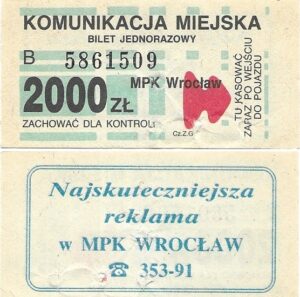 KOMUNIKACJA MIEJSKA
BILET JEDNORAZOWY
B 5861509
MPK Wrocław
2000 ZŁ
ZACHOWAĆ DLA KONTROLI
Cz.Z.G
TU KASOWAĆ
ZARAZ PO WEJŚCIU
DO POJAZDU
Najskuteczniejsza
reklama
w MPK WROCŁAW
☎ 353-91